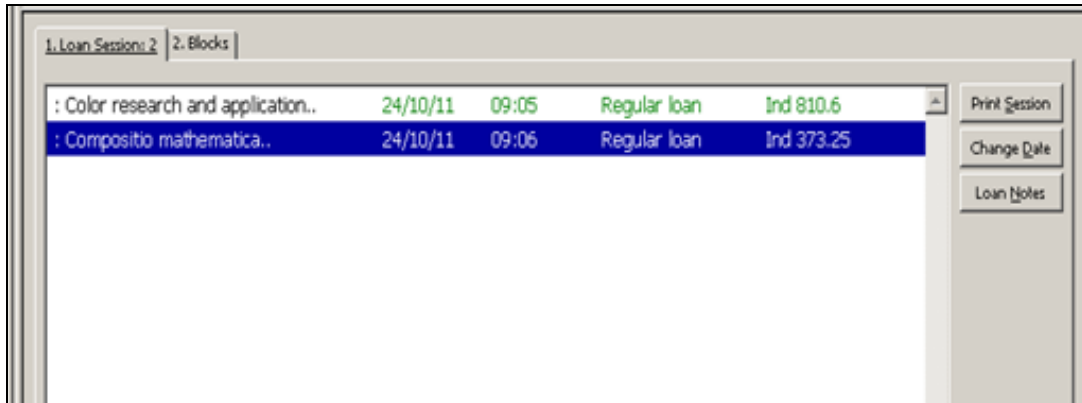 1. Loan Session: 2 2. Blocks
: Color research and application.. 24/10/11 09:05 Regular loan Ind 810.6
: Compositio mathematica.. 24/10/11 09:06 Regular loan Ind 373.25
Print Session
Change Date
Loan Notes